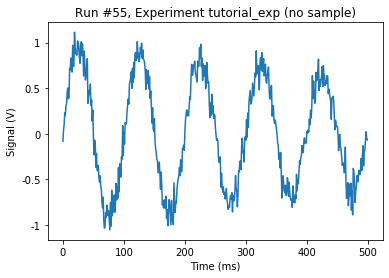 Run #55, Experiment tutorial_exp (no sample)
1
0.5
0
-0.5
-1
Signal (V)
0 100 200 300 400 500
Time (ms)